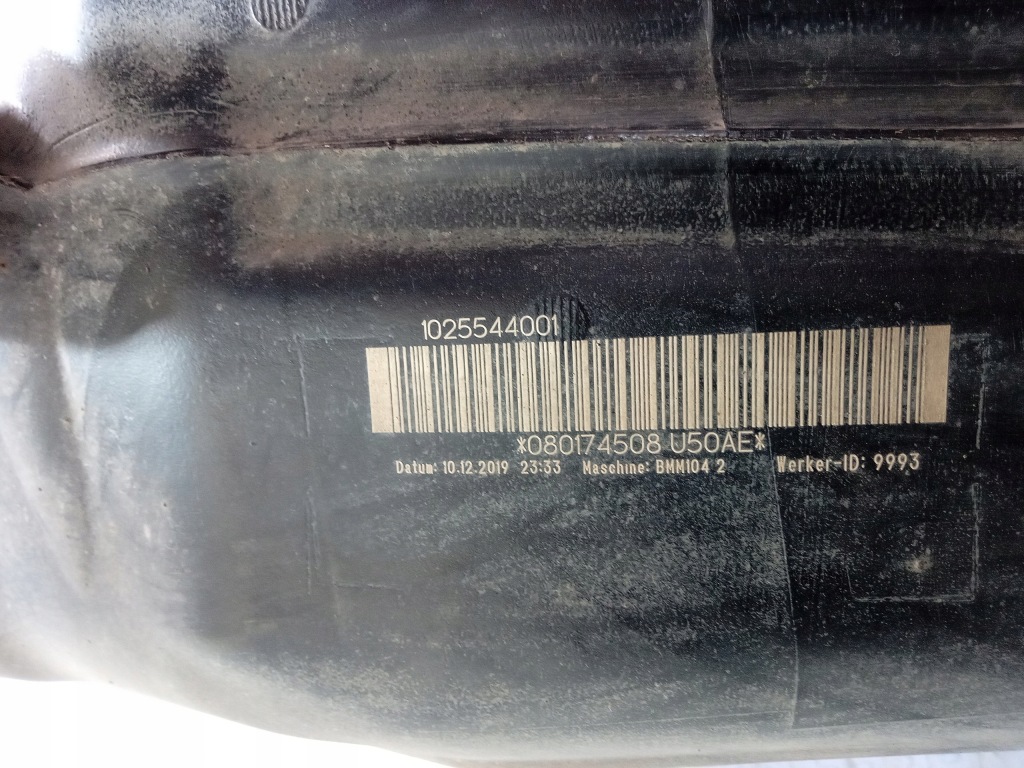 1025544001
*080174508 U50AE*
Datum: 10.12.2019 23:33 Maschine: BMM104 2 Werker-ID: 9993